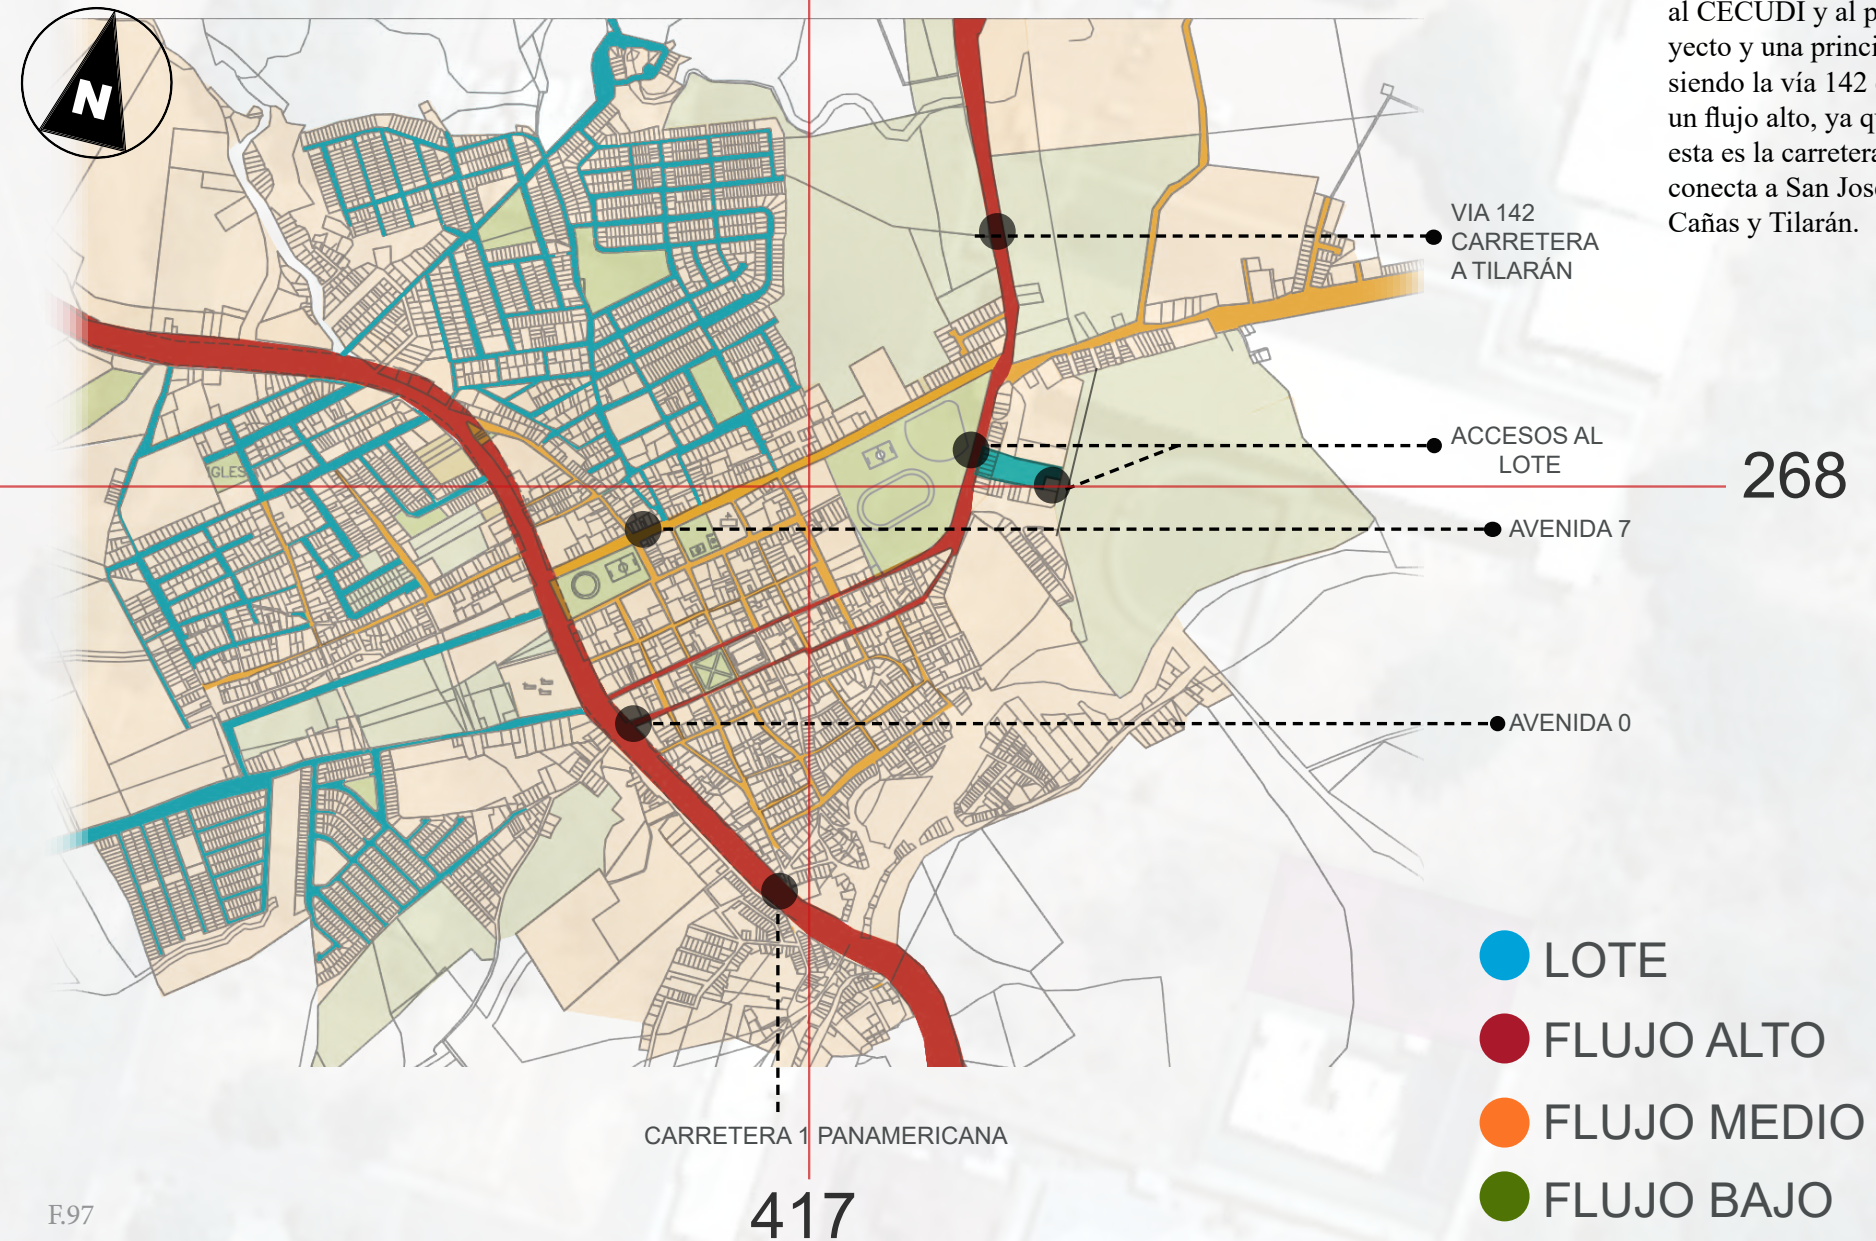 N
al CECUDI y al p
yecto y una princi
siendo la vía 142
un flujo alto, ya q
esta es la carretera
conecta a San José
Cañas y Tilarán.
VIA 142
CARRETERA
A TILARÁN
ACCESOS AL
LOTE
268
IGLES
AVENIDA 7
AVENIDA 0
LOTE
FLUJO ALTO
FLUJO MEDIO
FLUJO BAJO
CARRETERA 1 PANAMERICANA
417
F.97